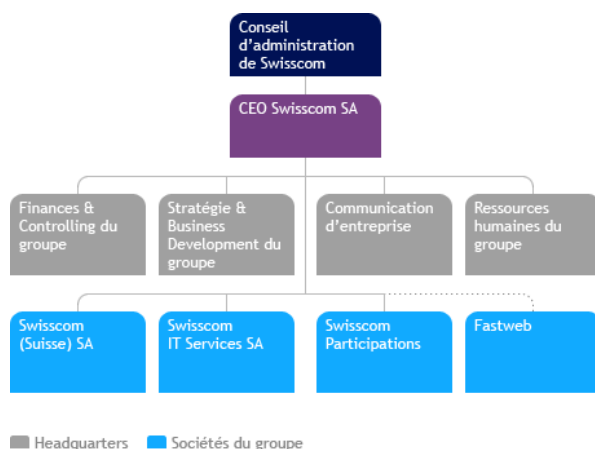 Conseil
d'administration
de Swisscom
CEO Swisscom SA
Finances &
Controlling du
groupe
Stratégie &
Business
Development du
groupe
Communication
d'entreprise
Ressources
humaines du
groupe
Swisscom
(Suisse) SA
Swisscom
IT Services SA
Swisscom
Participations
Fastweb
Headquarters
Sociétés du groupe